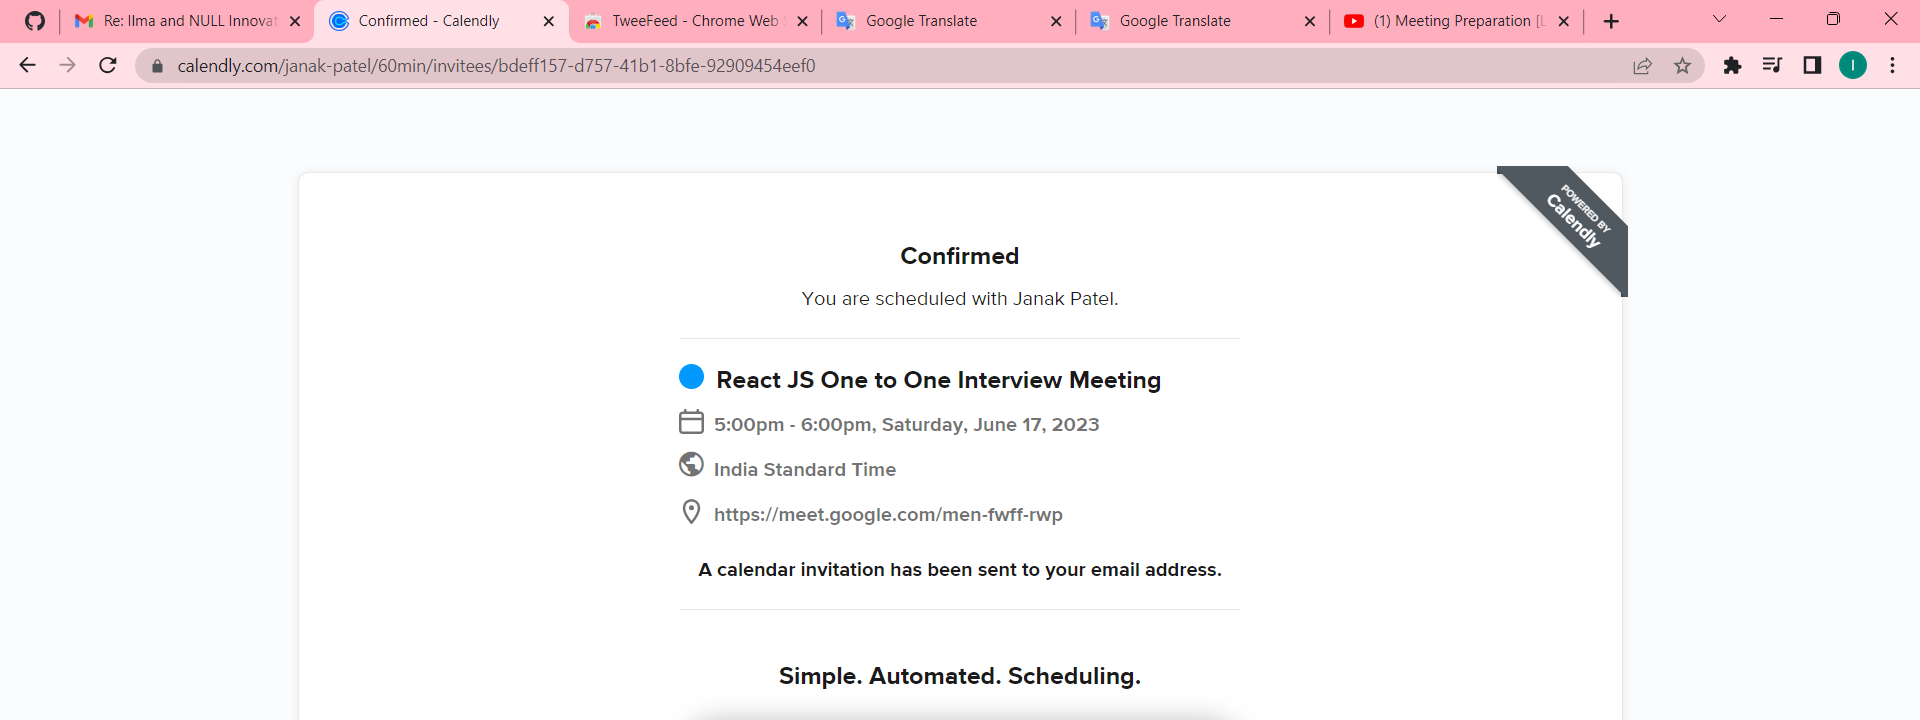 Re: Ilma and NULL Innovat
Confirmed - Calendly
TweeFeed - Chrome Web
Google Translate
Google Translate
(1) Meeting Preparation [L
calendly.com/janak-patel/60min/invitees/bdeff157-d757-41b1-8bfe-92909454eef0
I
POWERED BY
Calendly
Confirmed
You are scheduled with Janak Patel.
React JS One to One Interview Meeting
5:00pm - 6:00pm, Saturday, June 17, 2023
India Standard Time
https://meet.google.com/men-fwff-rwp
A calendar invitation has been sent to your email address.
Simple. Automated. Scheduling.